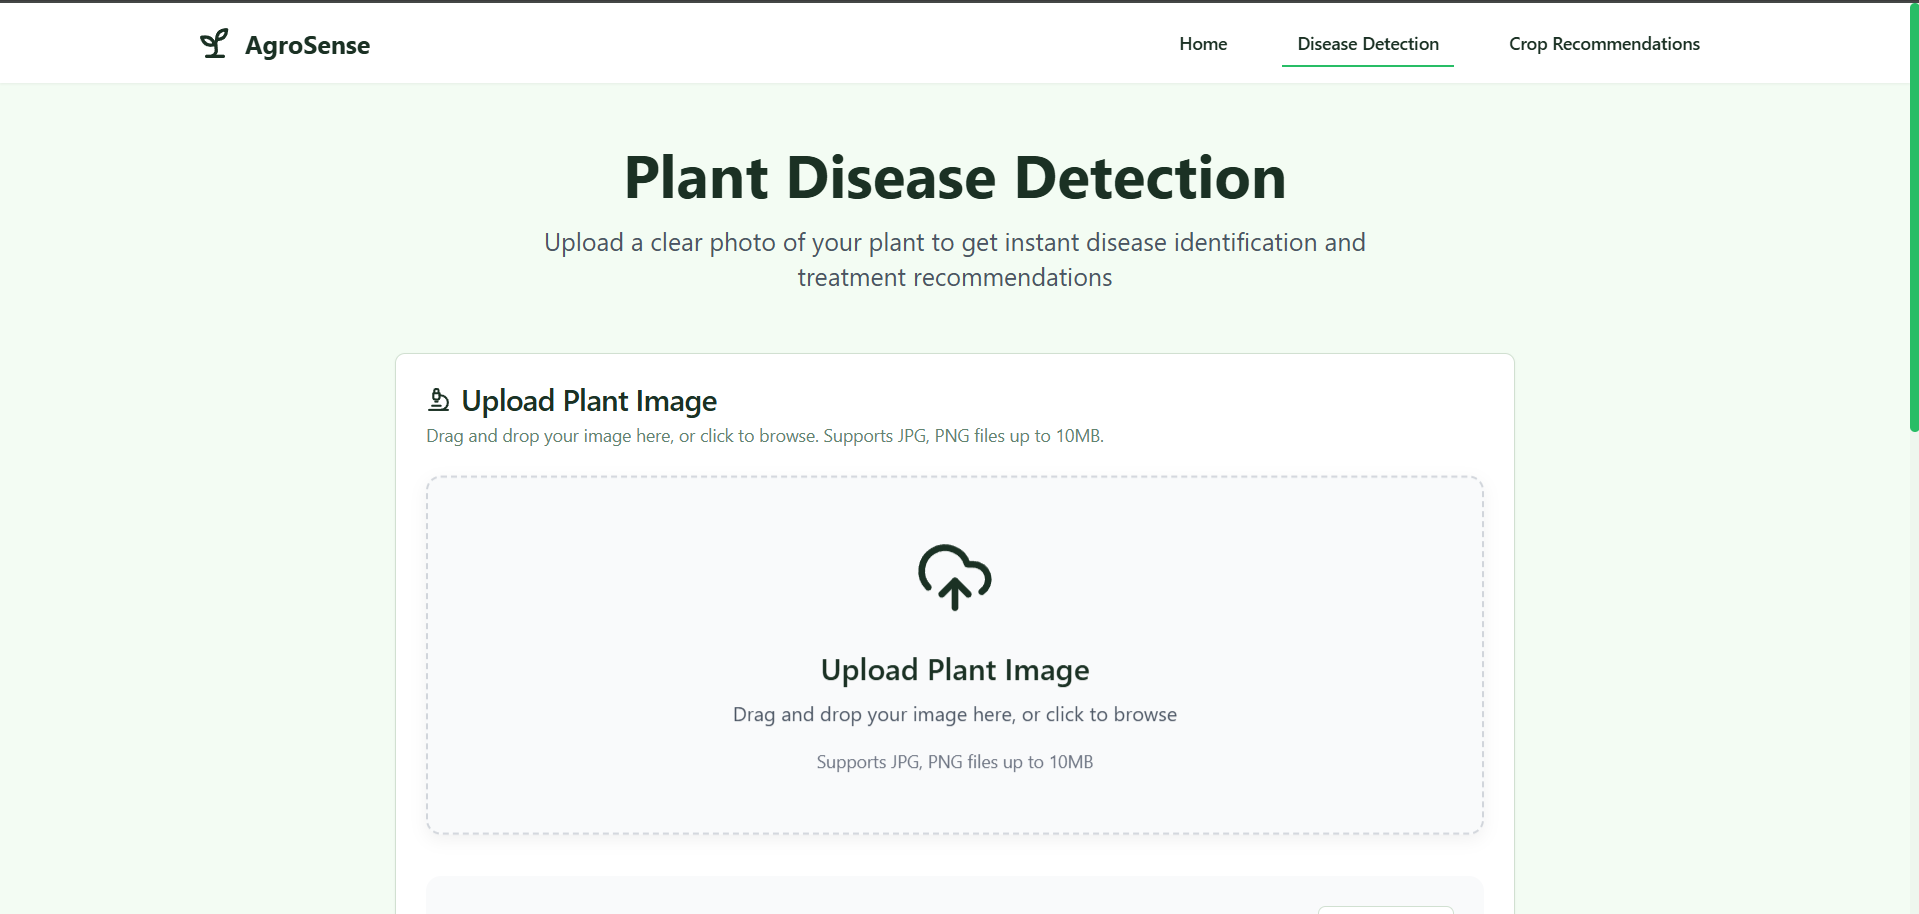 AgroSense
Home
Disease Detection
Crop Recommendations
Plant Disease Detection
Upload a clear photo of your plant to get instant disease identification and
treatment recommendations
Upload Plant Image
Drag and drop your image here, or click to browse. Supports JPG, PNG files up to 10MB.
Upload Plant Image
Drag and drop your image here, or click to browse
Supports JPG, PNG files up to 10MB